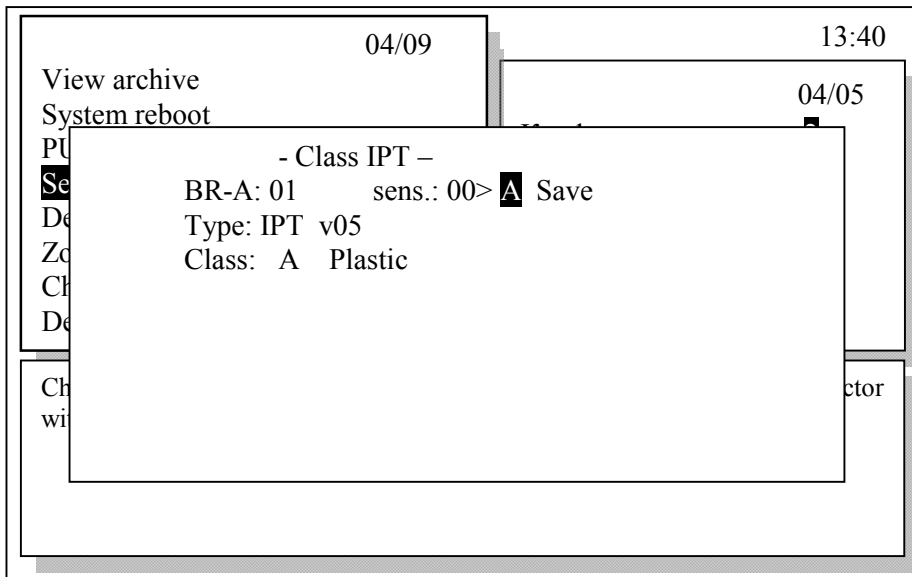 04/09
13:40
View archive
System reboot
04/05
- Class IPT –
BR-A: 01 sens.: 00> A Save
Type: IPT v05
Class: A Plastic